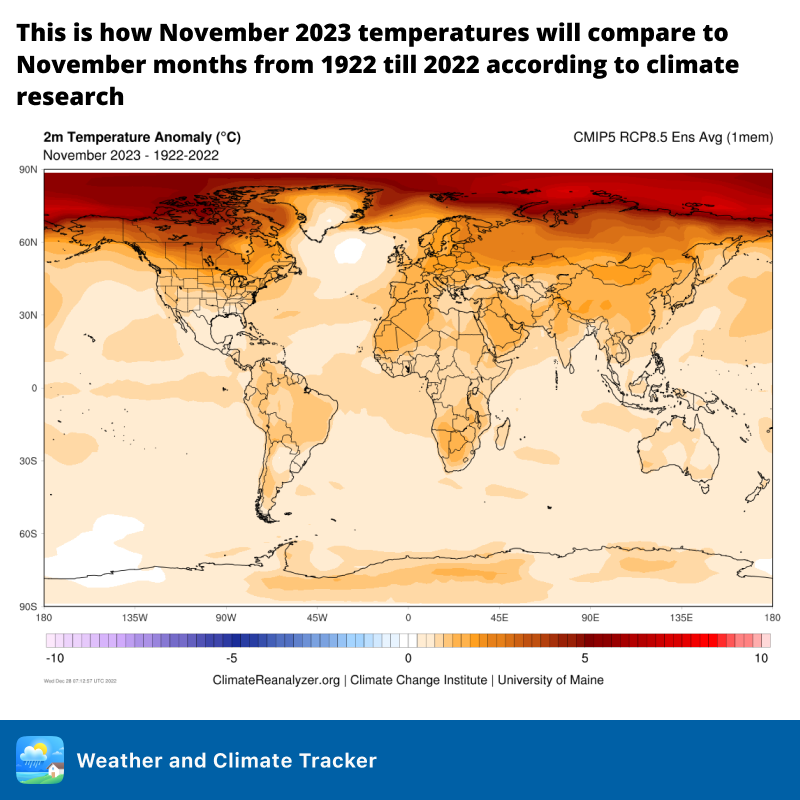 This is how November 2023 temperatures will compare to
November months from 1922 till 2022 according to climate
research
2m Temperature Anomaly (°C)
CMIP5 RCP8.5 Ens Avg (1mem)
November 2023 - 1922-2022
90N
60N
30N
0
30S
60S
90S
180 135W 90W 45W 0 45E 90E 135E 180
-10 -5 0 5 10
Wed Dec 28 07:12:57 UTC 2022
ClimateReanalyzer.org | Climate Change Institute | University of Maine
Weather and Climate Tracker